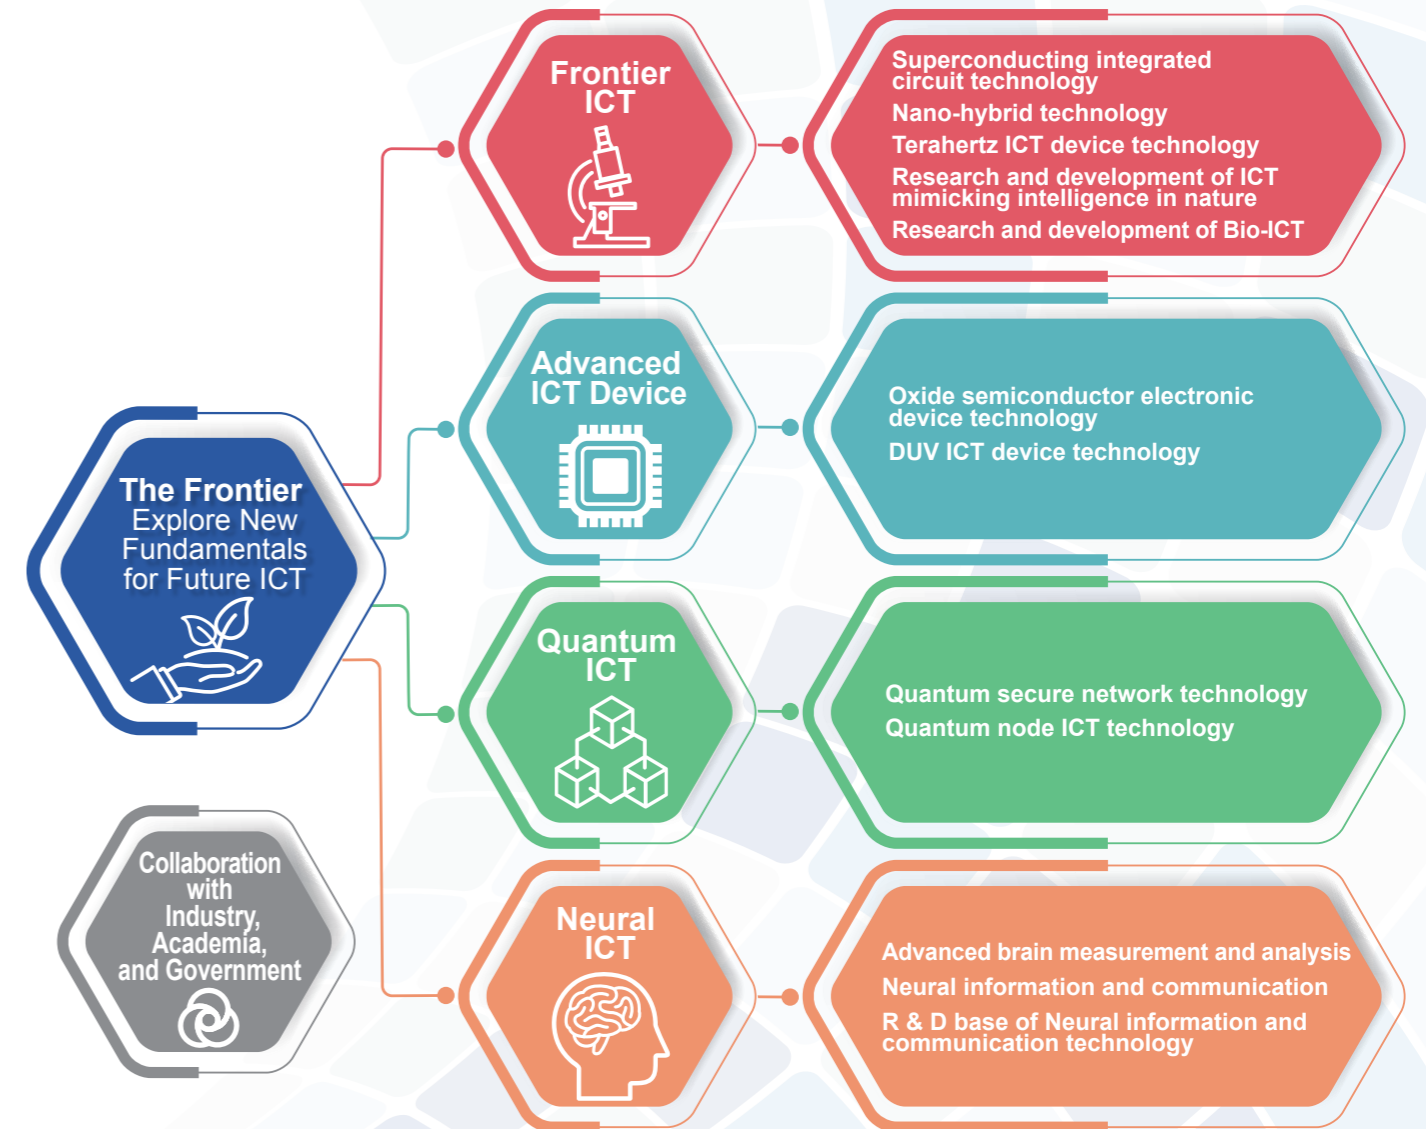 The Frontier
Explore New
Fundamentals
for Future ICT
Collaboration
with
Industry,
Academia,
and Government
Frontier
ICT
Superconducting integrated
circuit technology
Nano-hybrid technology
Terahertz ICT device technology
Research and development of ICT
mimicking intelligence in nature
Research and development of Bio-ICT
Advanced
ICT Device
Oxide semiconductor electronic
device technology
DUV ICT device technology
Quantum
ICT
Quantum secure network technology
Quantum node ICT technology
Neural
ICT
Advanced brain measurement and analysis
Neural information and communication
R & D base of Neural information and
communication technology